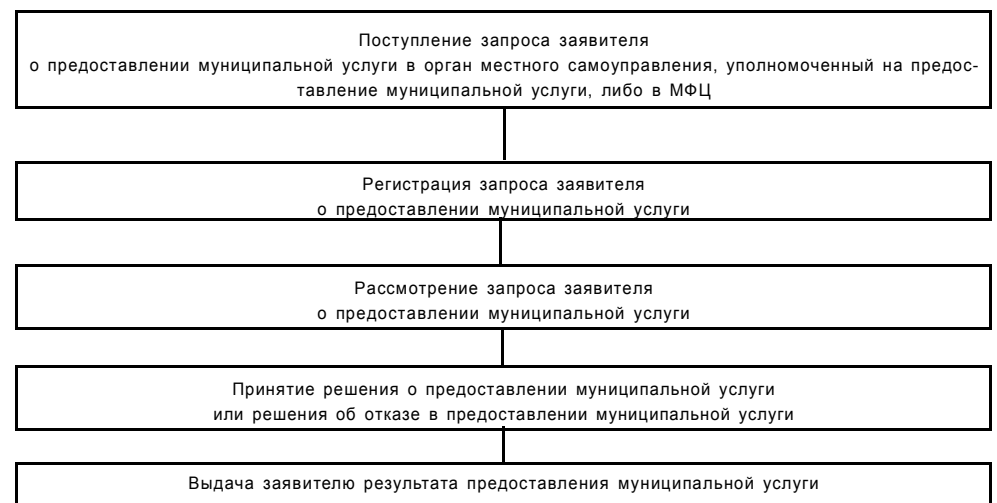 Поступление запроса заявителя
о предоставлении муниципальной услуги в орган местного самоуправления, уполномоченный на предос-
тавление муниципальной услуги, либо в МФЦ
Регистрация запроса заявителя
о предоставлении муниципальной услуги
Рассмотрение запроса заявителя
о предоставлении муниципальной услуги
Принятие решения о предоставлении муниципальной услуги
или решения об отказе в предоставлении муниципальной услуги
Выдача заявителю результата предоставления муниципальной услуги